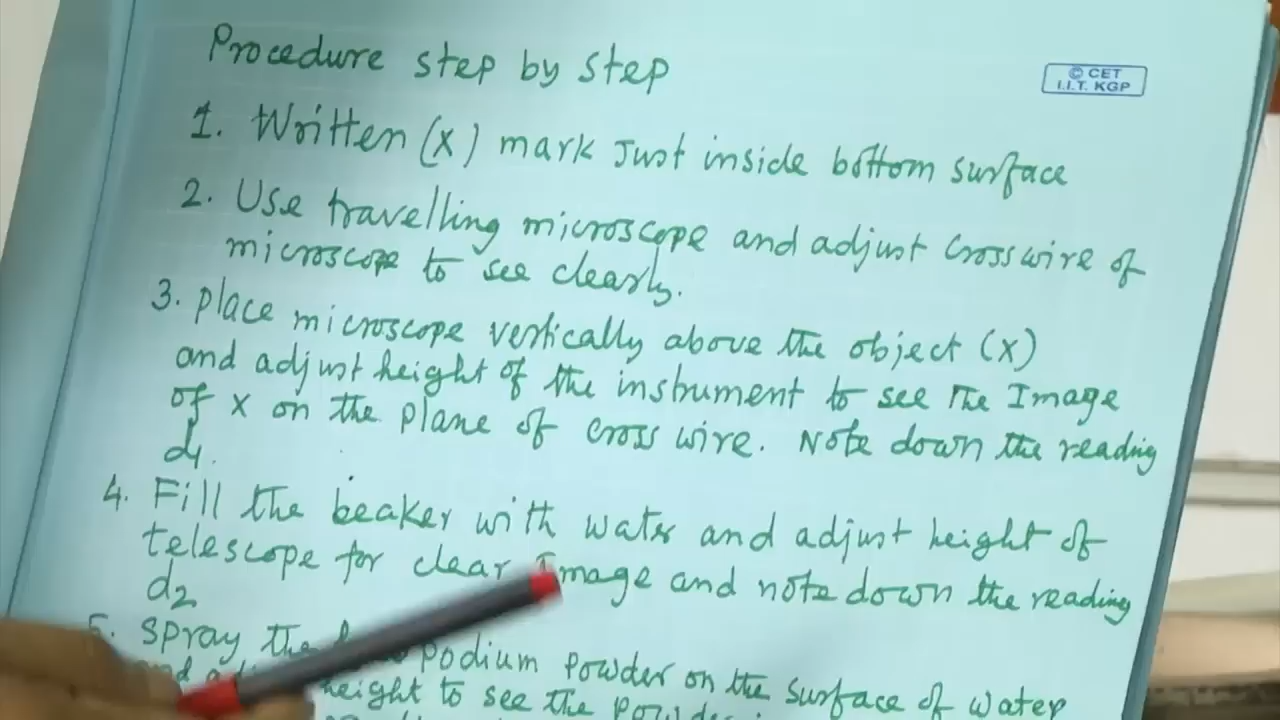 Procedure step by step
© CET
I.I.T. KGP
1. Written (X) mark Just inside bottom surface
2. Use travelling microscope and adjust Cross wire of
microscope to see clearly.
3. place microscope vertically above the object (X)
and adjust height of the instrument to see The Image
of X on the plane of cross wire. Note down the reading
d1.
4. Fill the beaker with water and adjust height of
telescope for clear Image and note down the reading
d2
5. Spray the podium powder on the surface of water
height to see the